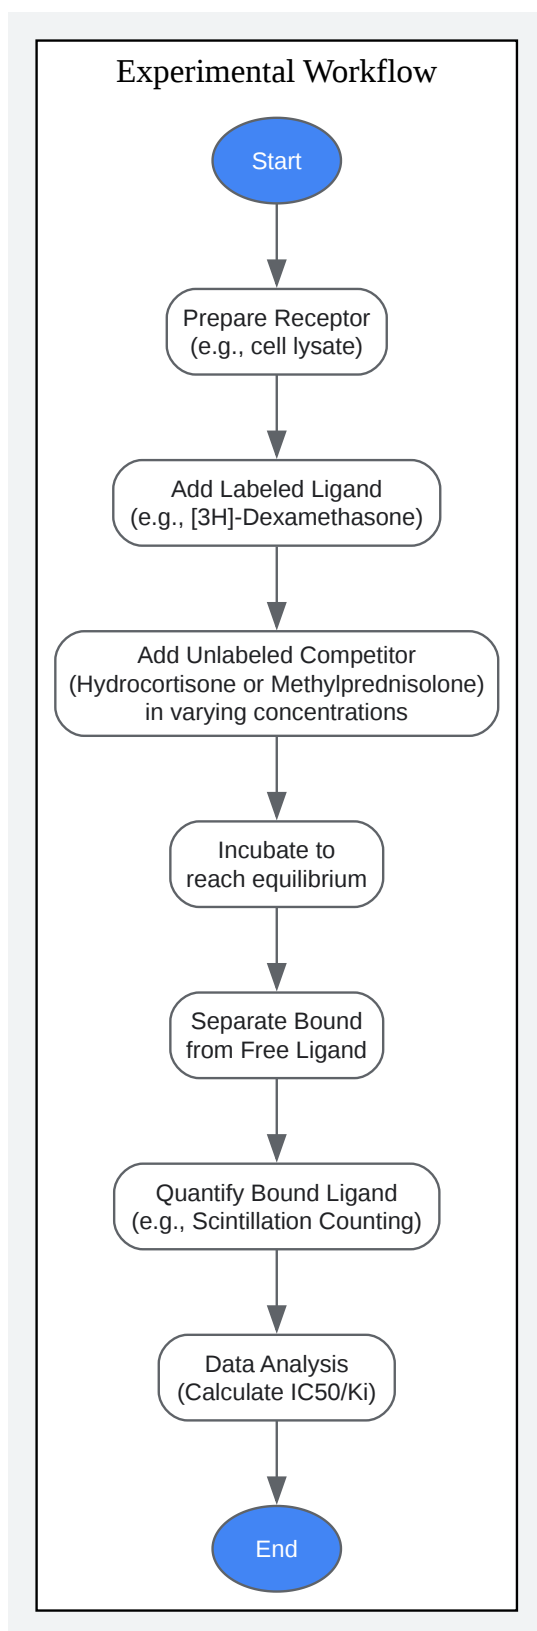 Experimental Workflow
Start
Prepare Receptor
(e.g., cell lysate)
Add Labeled Ligand
(e.g., [3H]-Dexamethasone)
Add Unlabeled Competitor
(Hydrocortisone or Methylprednisolone)
in varying concentrations
Incubate to
reach equilibrium
Separate Bound
from Free Ligand
Quantify Bound Ligand
(e.g., Scintillation Counting)
Data Analysis
(Calculate IC50/Ki)
End